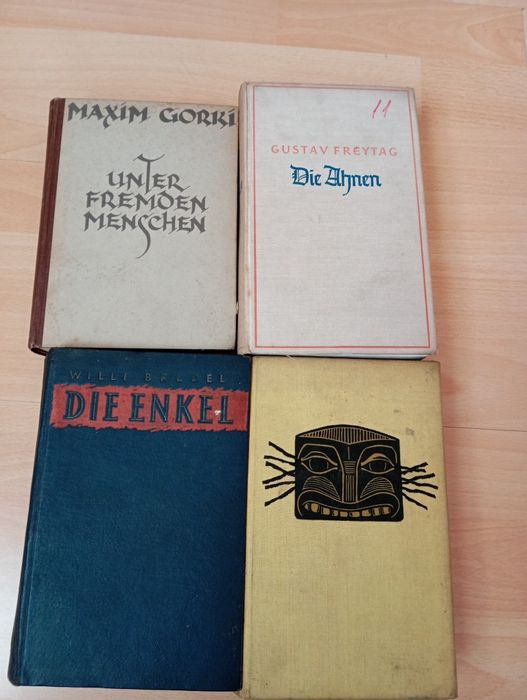 MAXIM GORKI
UNTER
FREMDEN
MENSCHEN
11
GUSTAV FREYTAG
Die Ahnen
WILLI BREDEL
DIE ENKEL